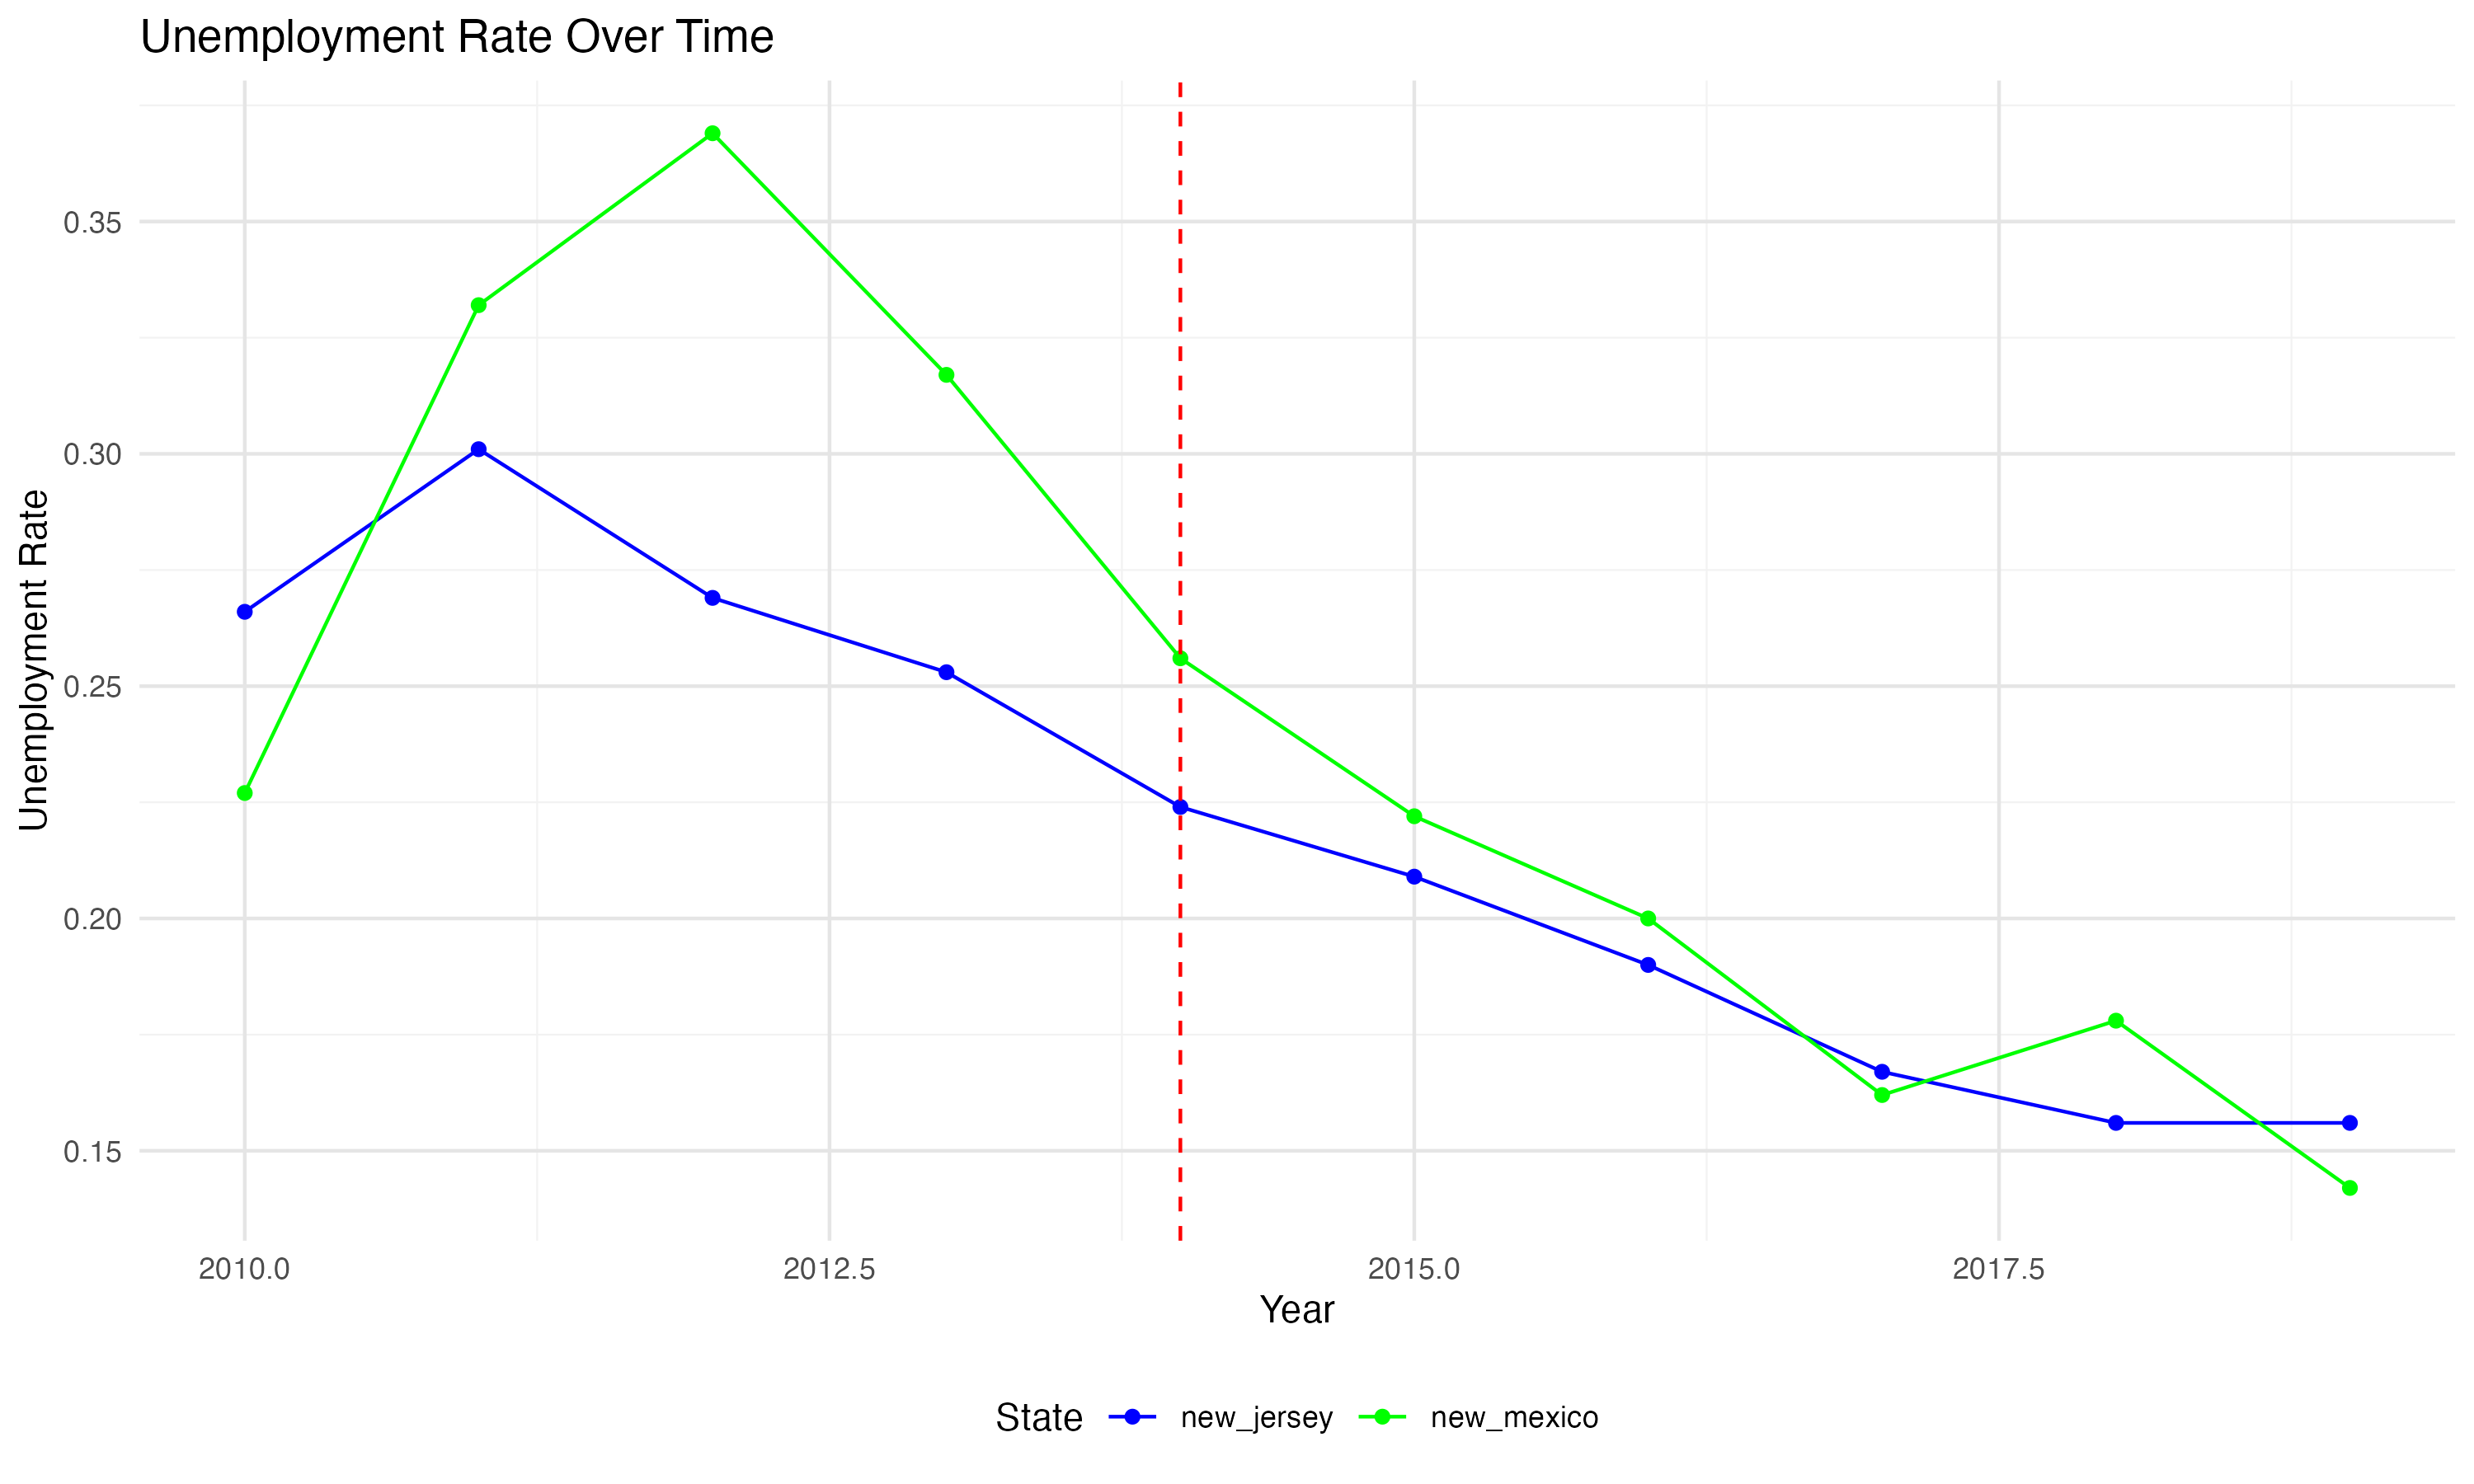 Unemployment Rate Over Time
Unemployment Rate
0.35
0.30
0.25
0.20
0.15
2010.0 2012.5 2015.0 2017.5
Year
State new_jersey new_mexico